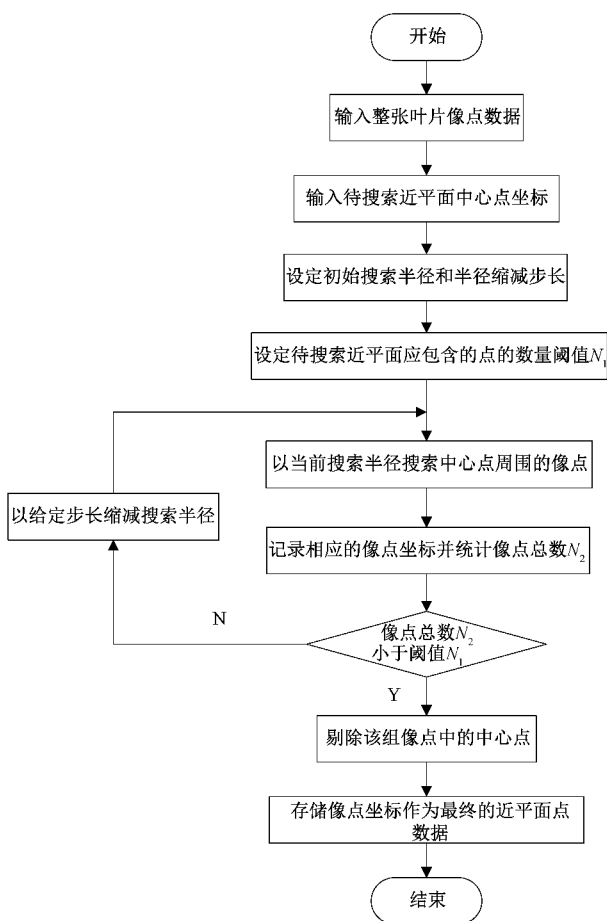 开始
输入整张叶片像点数据
输入待搜索近平面中心点坐标
设定初始搜索半径和半径缩减步长
设定待搜索近平面应包含的点的数量阈值N₁
以当前搜索半径搜索中心点周围的像点
以给定步长缩减搜索半径
记录相应的像点坐标并统计像点总数N₂
N
像点总数N₂
小于阈值N₁
Y
剔除该组像点中的中心点
存储像点坐标作为最终的近平面点
数据
结束